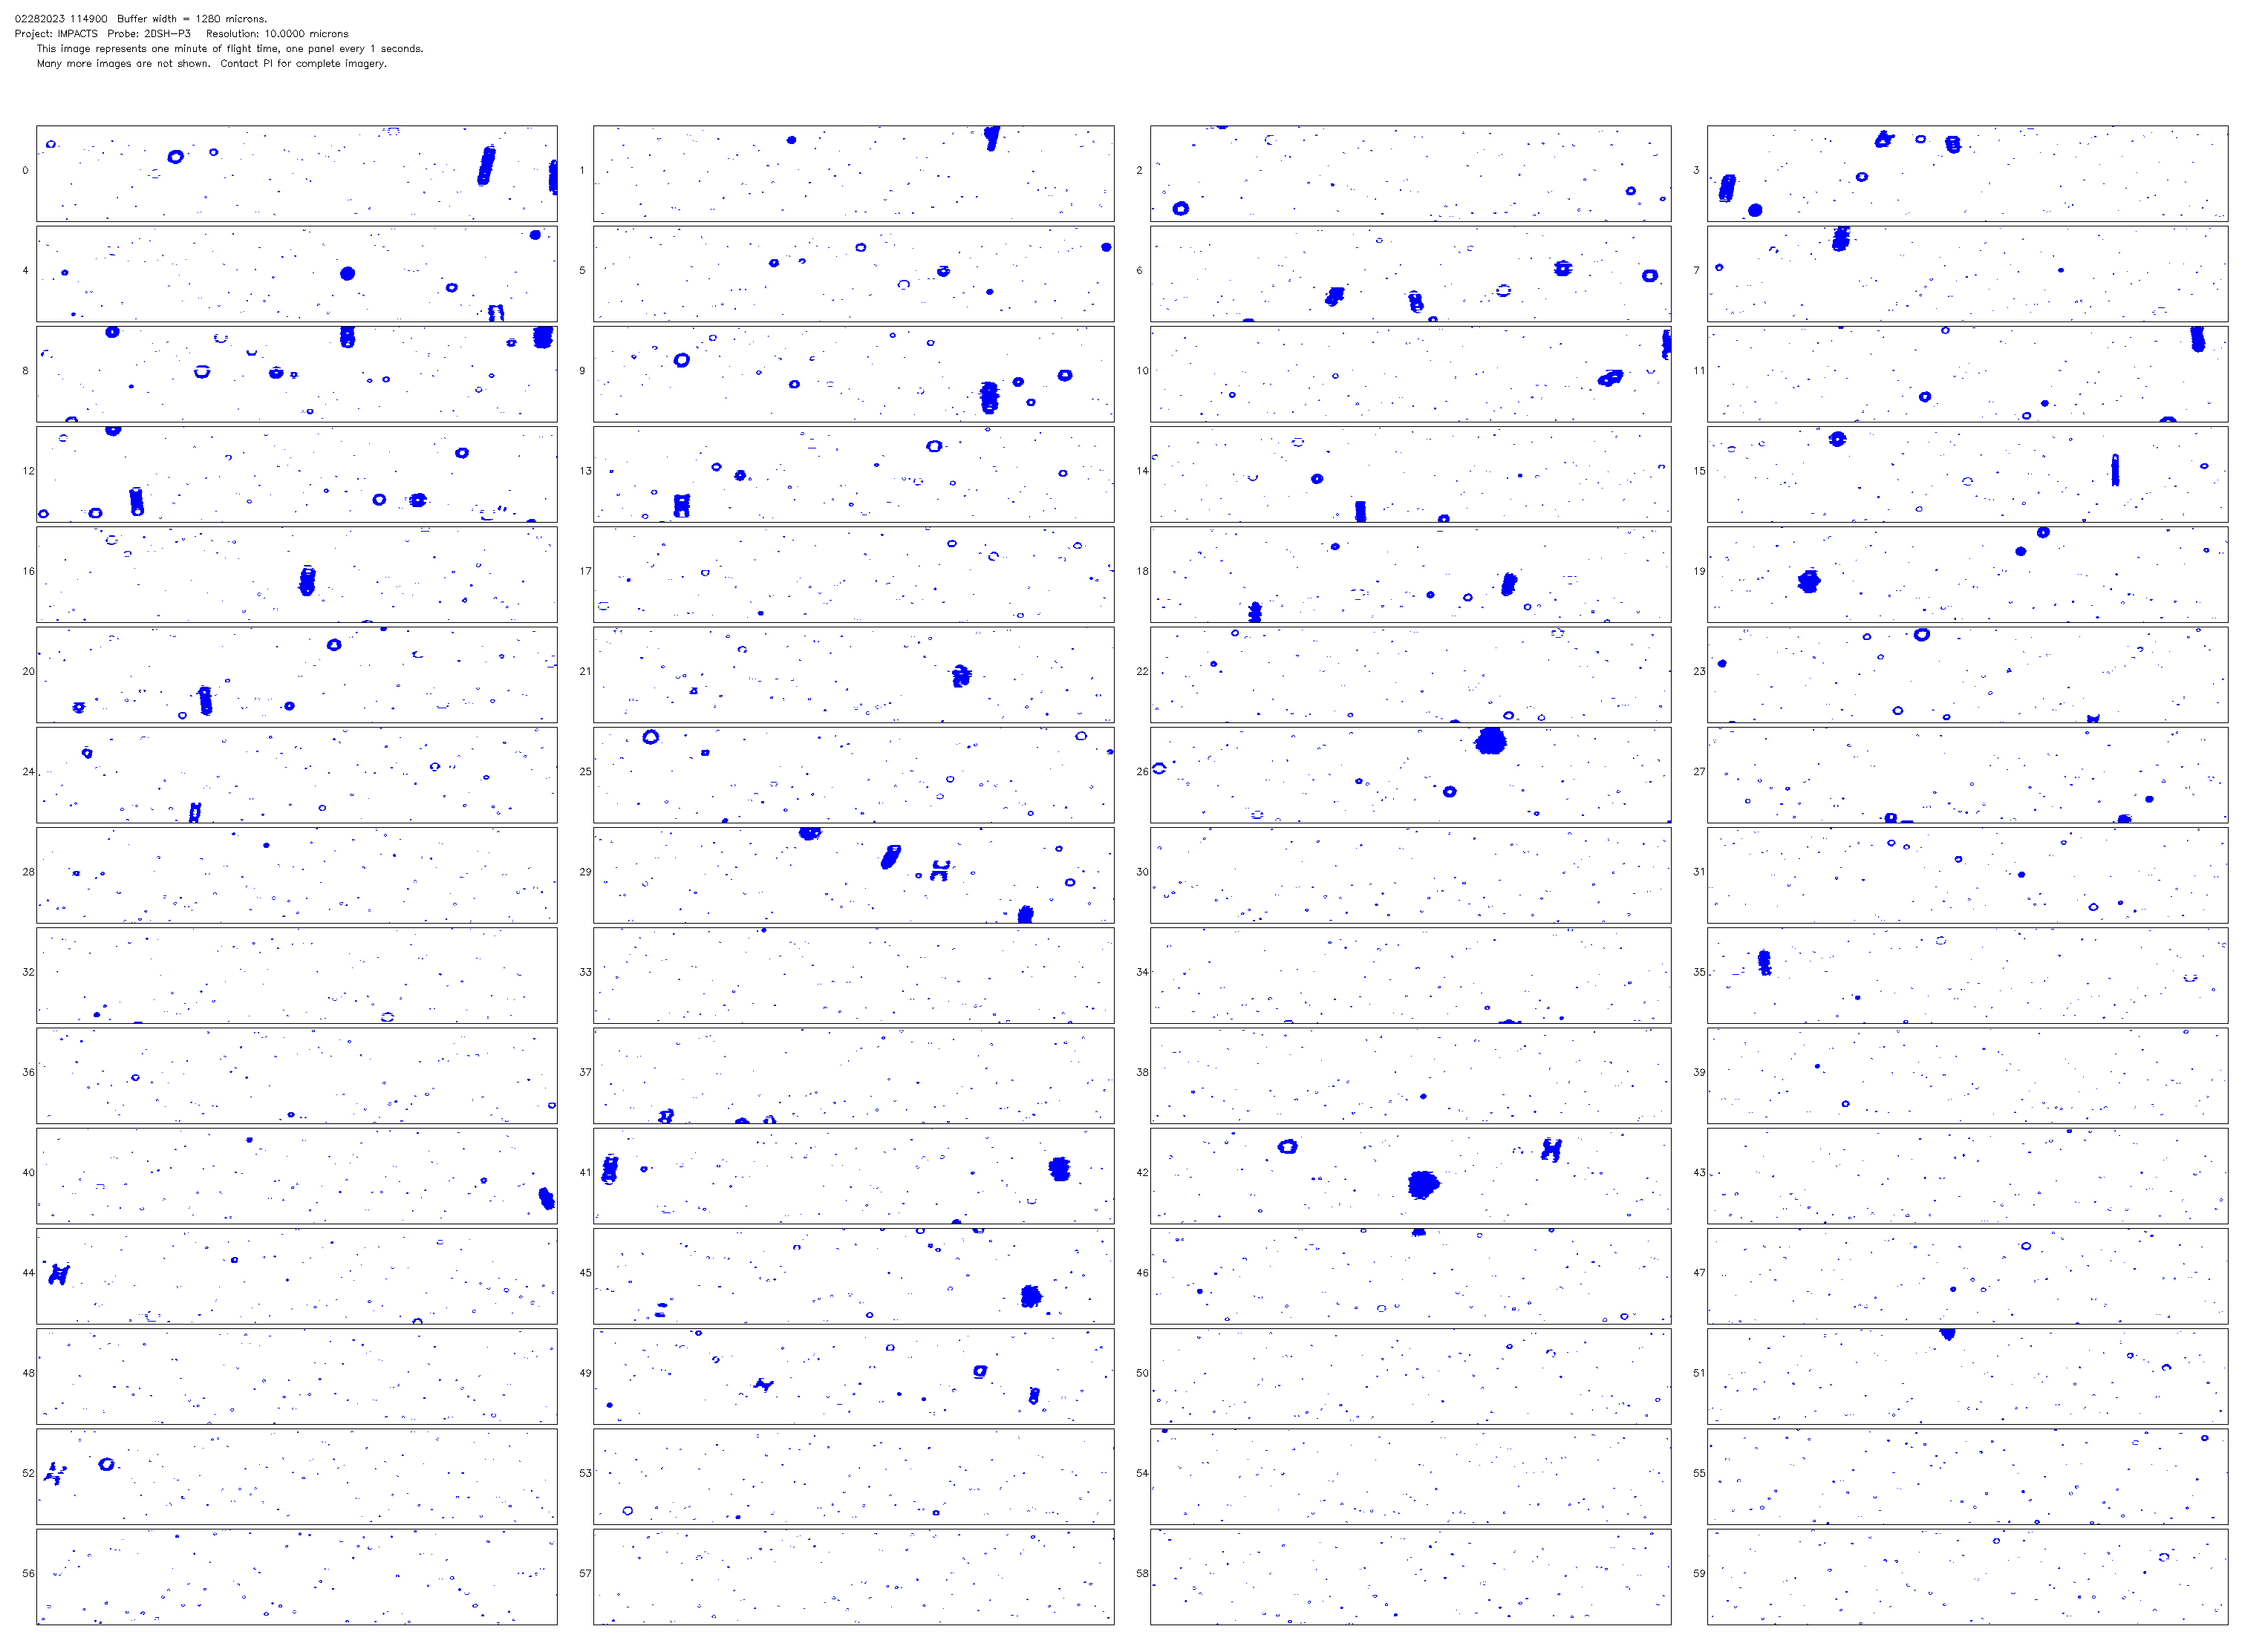 02282023 114900 Buffer width = 1280 microns.
Project: IMPACTS Probe: 2DSH-P3 Resolution: 10.0000 microns
This image represents one minute of flight time, one panel every 1 seconds.
Many more images are not shown. Contact PI for complete imagery.
0 1 2 3
4 5 6 7
8 9 10 11
12 13 14 15
16 17 18 19
20 21 22 23
24 25 26 27
28 29 30 31
32 33 34 35
36 37 38 39
40 41 42 43
44 45 46 47
48 49 50 51
52 53 54 55
56 57 58 59